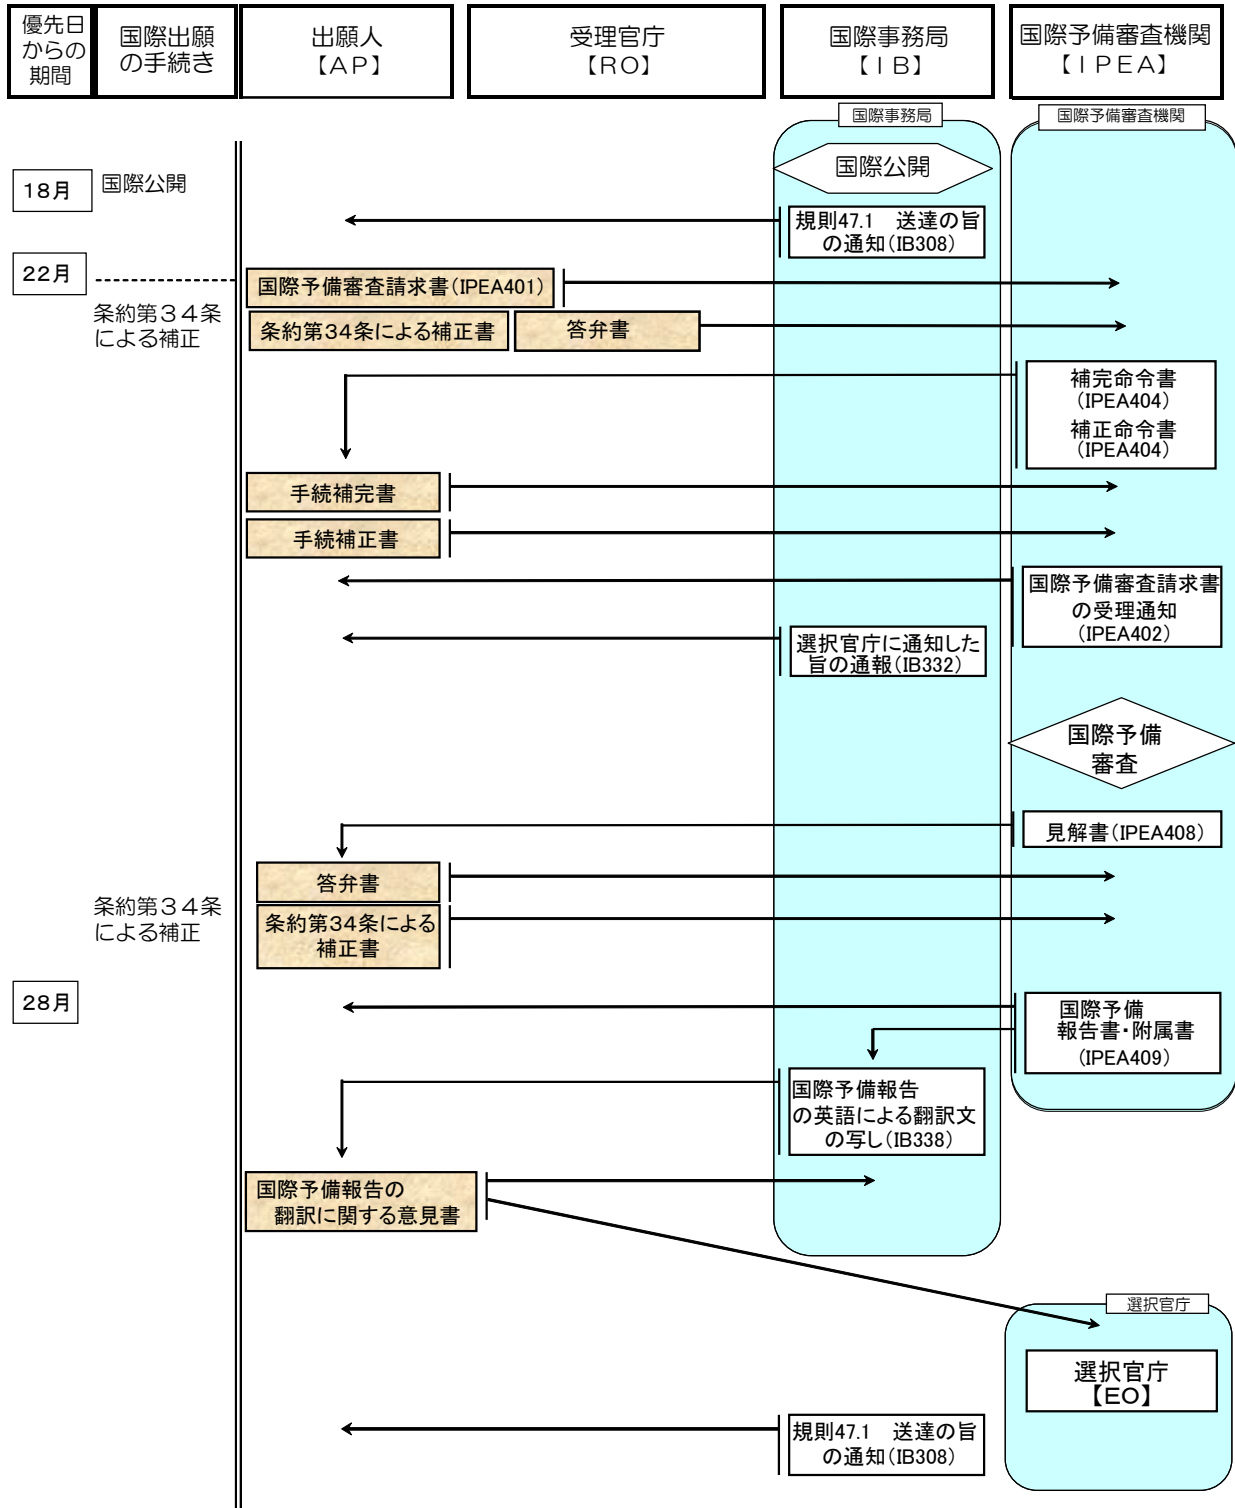 優先日
からの
期間
国際出願
の手続き
出願人
【AP】
受理官庁
【RO】
国際事務局
【IB】
国際予備審査機関
【IPEA】
国際事務局
国際予備審査機関
18月
国際公開
国際公開
規則47.1 送達の旨
の通知(IB308)
22月
国際予備審査請求書(IPEA401)
条約第34条
による補正
条約第34条による補正書
答弁書
補完命令書
(IPEA404)
補正命令書
(IPEA404)
手続補完書
手続補正書
国際予備審査請求書
の受理通知
(IPEA402)
選択官庁に通知した
旨の通報(IB332)
国際予備
審査
見解書(IPEA408)
答弁書
条約第34条
による補正
条約第34条による
補正書
28月
国際予備
報告書・附属書
(IPEA409)
国際予備報告
の英語による翻訳文
の写し(IB338)
国際予備報告の
翻訳に関する意見書
選択官庁
選択官庁
【EO】
規則47.1 送達の旨
の通知(IB308)